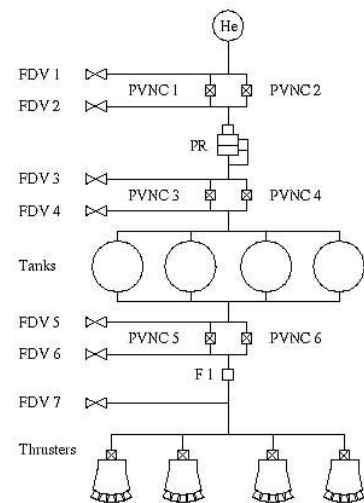 He
FDV 1
PVNC 1 PVNC 2
FDV 2
PR
FDV 3
PVNC 3 PVNC 4
FDV 4
Tanks
FDV 5
PVNC 5 PVNC 6
FDV 6
F 1
FDV 7
Thrusters